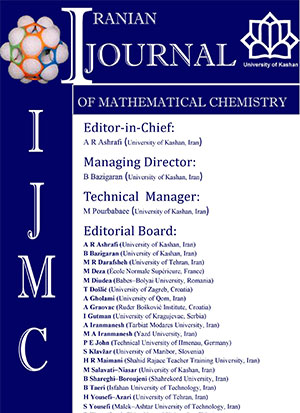 IRANIAN
JOURNAL
University of Kashan
OF MATHEMATICAL CHEMISTRY
I
J
M
C
Editor-in-Chief:
A R Ashrafi (University of Kashan, Iran)
Managing Director:
B Bazigaran (University of Kashan, Iran)
Technical Manager:
M Pourbabaee (University of Kashan, Iran)
Editorial Board:
A R Ashrafi (University of Kashan, Iran)
B Bazigaran (University of Kashan, Iran)
M R Darafsheh (University of Tehran, Iran)
M Deza (École Normale Supérieure, France)
M Diudea (Babes-Bolyai University, Romania)
T Došlić (University of Zagreb, Croatia)
A Gholami (University of Qom, Iran)
A Graovac (Ruđer Bošković Institute, Croatia)
I Gutman (University of Kragujevac, Serbia)
A Iranmanesh (Tarbiat Modares University, Iran)
M A Iranmanesh (Yazd University, Iran)
P E John (Technical University of Ilmenau, Germany)
S Klavžar (University of Maribor, Slovenia)
H R Maimani (Shahid Rajaee Teacher Training University, Iran)
M Salavati-Niasar (University of Kashan, Iran)
B Shareghi-Boroujeni (Shahrekord University, Iran)
B Taeri (Isfahan University of Technology, Iran)
H Yousefi-Azari (University of Tehran, Iran)
S Younefi (Malek-Ashtar University of Technology, Iran)